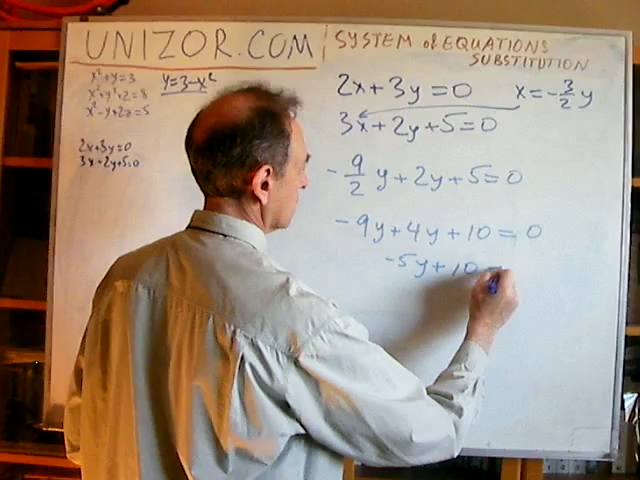 UNIZOR.COM
SYSTEM of EQUATIONS
SUBSTITUTION
x²+y=3
y=3-x²
x²+y²+z=8
x²-y+2z=5
2x+3y=0
3x+2y+5=0
2x+3y=0
x=-3/2y
3x+2y+5=0
-9/2y+2y+5=0
-9y+4y+10=0
-5y+10=